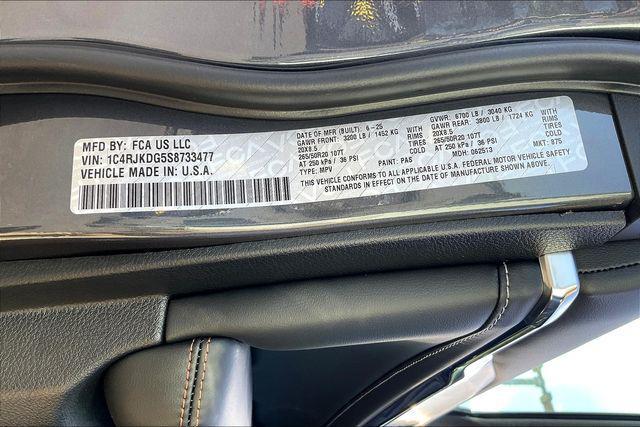 MFD BY: FCA US LLC
VIN: 1C4RJKDG5S8733477
VEHICLE MADE IN: U.S.A.
DATE OF MFR (BUILT): 6-25
GAWR FRONT: 3200 LB / 1452 KG WITH
20X8.5 RIMS
265/50R20 107T TIRES
AT 250 kPa / 36 PSI COLD
TYPE: MPV PAINT: PAS MDH: 062513
GVWR: 6700 LB / 3040 KG
GAWR REAR: 3800 LB / 1724 KG WITH
20X8.5 RIMS
265/50R20 107T TIRES
AT 250 kPa / 36 PSI COLD
MKT: 875
THIS VEHICLE CONFORMS TO ALL APPLICABLE U.S.A. FEDERAL MOTOR VEHICLE SAFETY
STANDARDS IN EFFECT ON THE DATE OF MANUFACTURE SHOWN ABOVE.